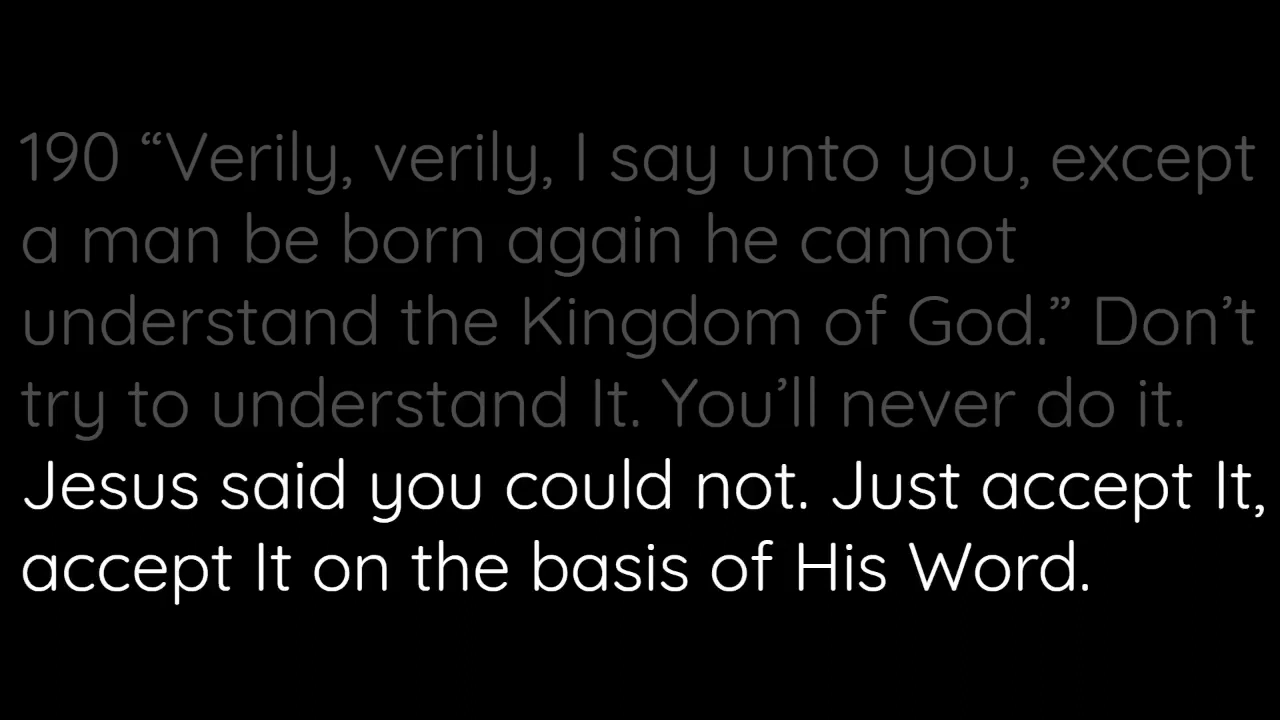 190 “Verily, verily, I say unto you, except
a man be born again he cannot
understand the Kingdom of God.” Don’t
try to understand It. You’ll never do it.
Jesus said you could not. Just accept It,
accept It on the basis of His Word.